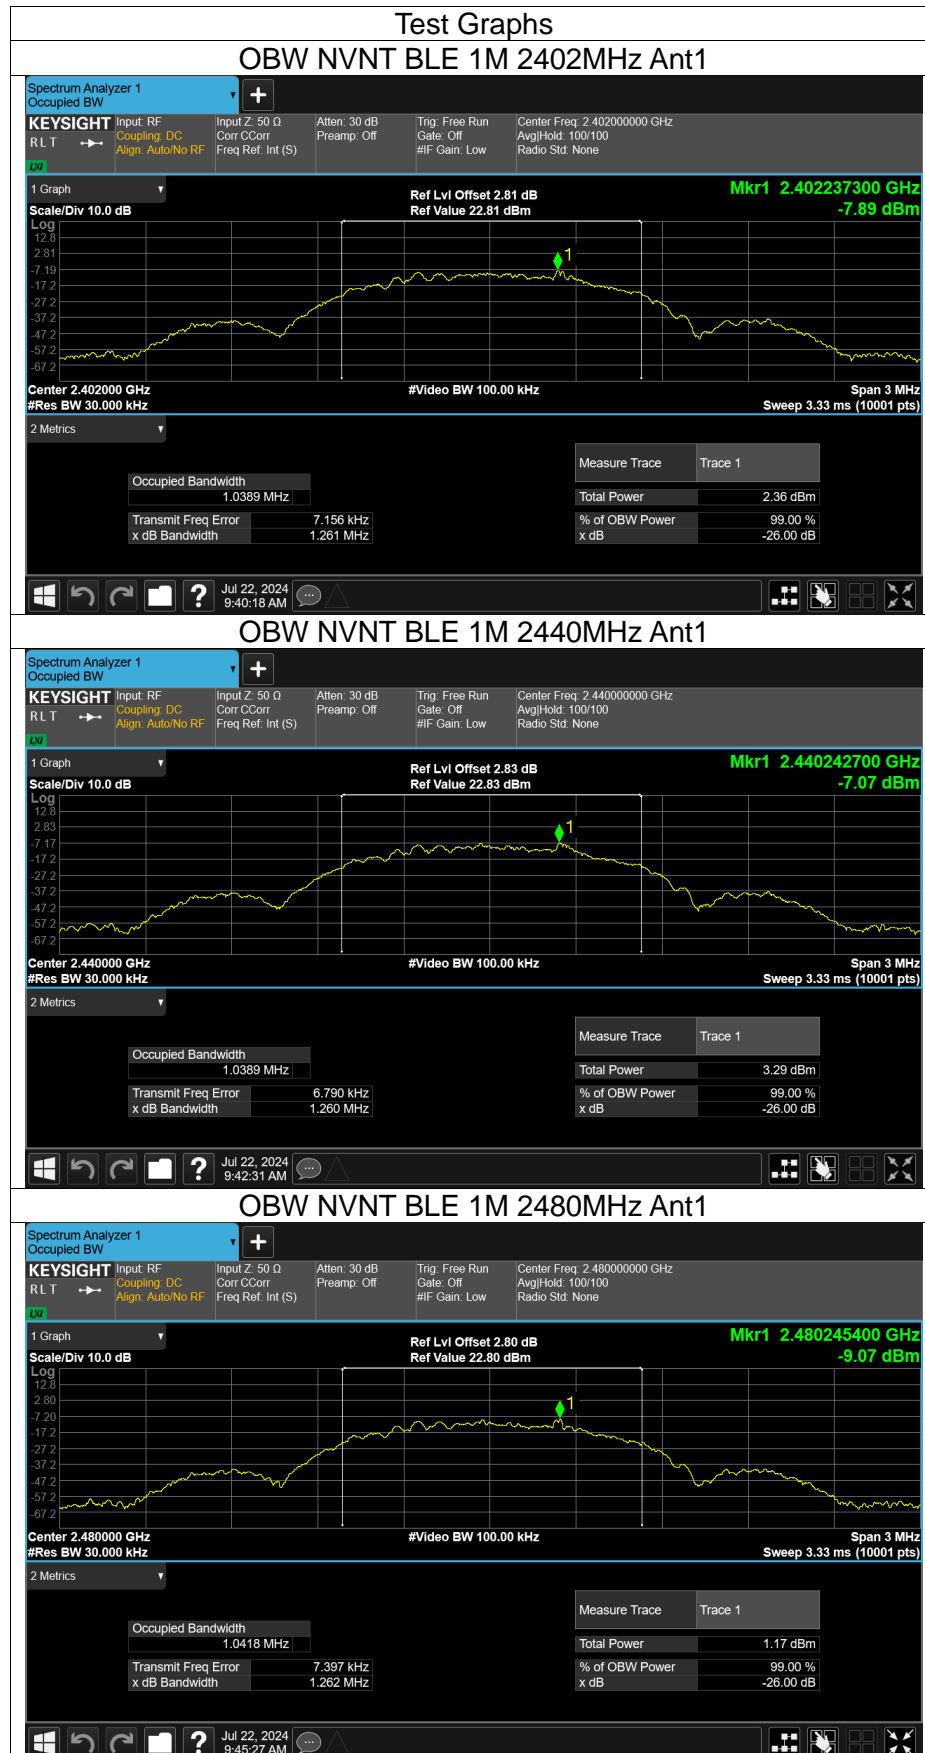 Test Graphs
OBW NVNT BLE 1M 2402MHz Ant1
Spectrum Analyzer 1
Occupied BW
KEYSIGHT Input: RF Input Z: 50 Ω Atten: 30 dB Trig: Free Run Center Freq: 2.402000000 GHz
RLT Coupling: DC Corr CCorr Preamp: Off Gate: Off Avg|Hold: 100/100
Align: Auto/No RF Freq Ref: Int (S) #IF Gain: Low Radio Std: None
LXI
1 Graph Ref Lvl Offset 2.81 dB Mkr1 2.402237300 GHz
Scale/Div 10.0 dB Ref Value 22.81 dBm -7.89 dBm
Log
12.8
2.81
-7.19
-17.2
-27.2
-37.2
-47.2
-57.2
-67.2
1
Center 2.402000 GHz #Video BW 100.00 kHz Span 3 MHz
#Res BW 30.000 kHz Sweep 3.33 ms (10001 pts)
2 Metrics
Measure Trace Trace 1
Occupied Bandwidth
1.0389 MHz Total Power 2.36 dBm
Transmit Freq Error 7.156 kHz % of OBW Power 99.00 %
x dB Bandwidth 1.261 MHz x dB -26.00 dB
? Jul 22, 2024
9:40:18 AM
OBW NVNT BLE 1M 2440MHz Ant1
Spectrum Analyzer 1
Occupied BW
KEYSIGHT Input: RF Input Z: 50 Ω Atten: 30 dB Trig: Free Run Center Freq: 2.440000000 GHz
RLT Coupling: DC Corr CCorr Preamp: Off Gate: Off Avg|Hold: 100/100
Align: Auto/No RF Freq Ref: Int (S) #IF Gain: Low Radio Std: None
LXI
1 Graph Ref Lvl Offset 2.83 dB Mkr1 2.440242700 GHz
Scale/Div 10.0 dB Ref Value 22.83 dBm -7.07 dBm
Log
12.8
2.83
-7.17
-17.2
-27.2
-37.2
-47.2
-57.2
-67.2
1
Center 2.440000 GHz #Video BW 100.00 kHz Span 3 MHz
#Res BW 30.000 kHz Sweep 3.33 ms (10001 pts)
2 Metrics
Measure Trace Trace 1
Occupied Bandwidth
1.0389 MHz Total Power 3.29 dBm
Transmit Freq Error 6.790 kHz % of OBW Power 99.00 %
x dB Bandwidth 1.260 MHz x dB -26.00 dB
? Jul 22, 2024
9:42:31 AM
OBW NVNT BLE 1M 2480MHz Ant1
Spectrum Analyzer 1
Occupied BW
KEYSIGHT Input: RF Input Z: 50 Ω Atten: 30 dB Trig: Free Run Center Freq: 2.480000000 GHz
RLT Coupling: DC Corr CCorr Preamp: Off Gate: Off Avg|Hold: 100/100
Align: Auto/No RF Freq Ref: Int (S) #IF Gain: Low Radio Std: None
LXI
1 Graph Ref Lvl Offset 2.80 dB Mkr1 2.480245400 GHz
Scale/Div 10.0 dB Ref Value 22.80 dBm -9.07 dBm
Log
12.8
2.80
-7.20
-17.2
-27.2
-37.2
-47.2
-57.2
-67.2
1
Center 2.480000 GHz #Video BW 100.00 kHz Span 3 MHz
#Res BW 30.000 kHz Sweep 3.33 ms (10001 pts)
2 Metrics
Measure Trace Trace 1
Occupied Bandwidth
1.0418 MHz Total Power 1.17 dBm
Transmit Freq Error 7.397 kHz % of OBW Power 99.00 %
x dB Bandwidth 1.262 MHz x dB -26.00 dB
? Jul 22, 2024
9:45:27 AM